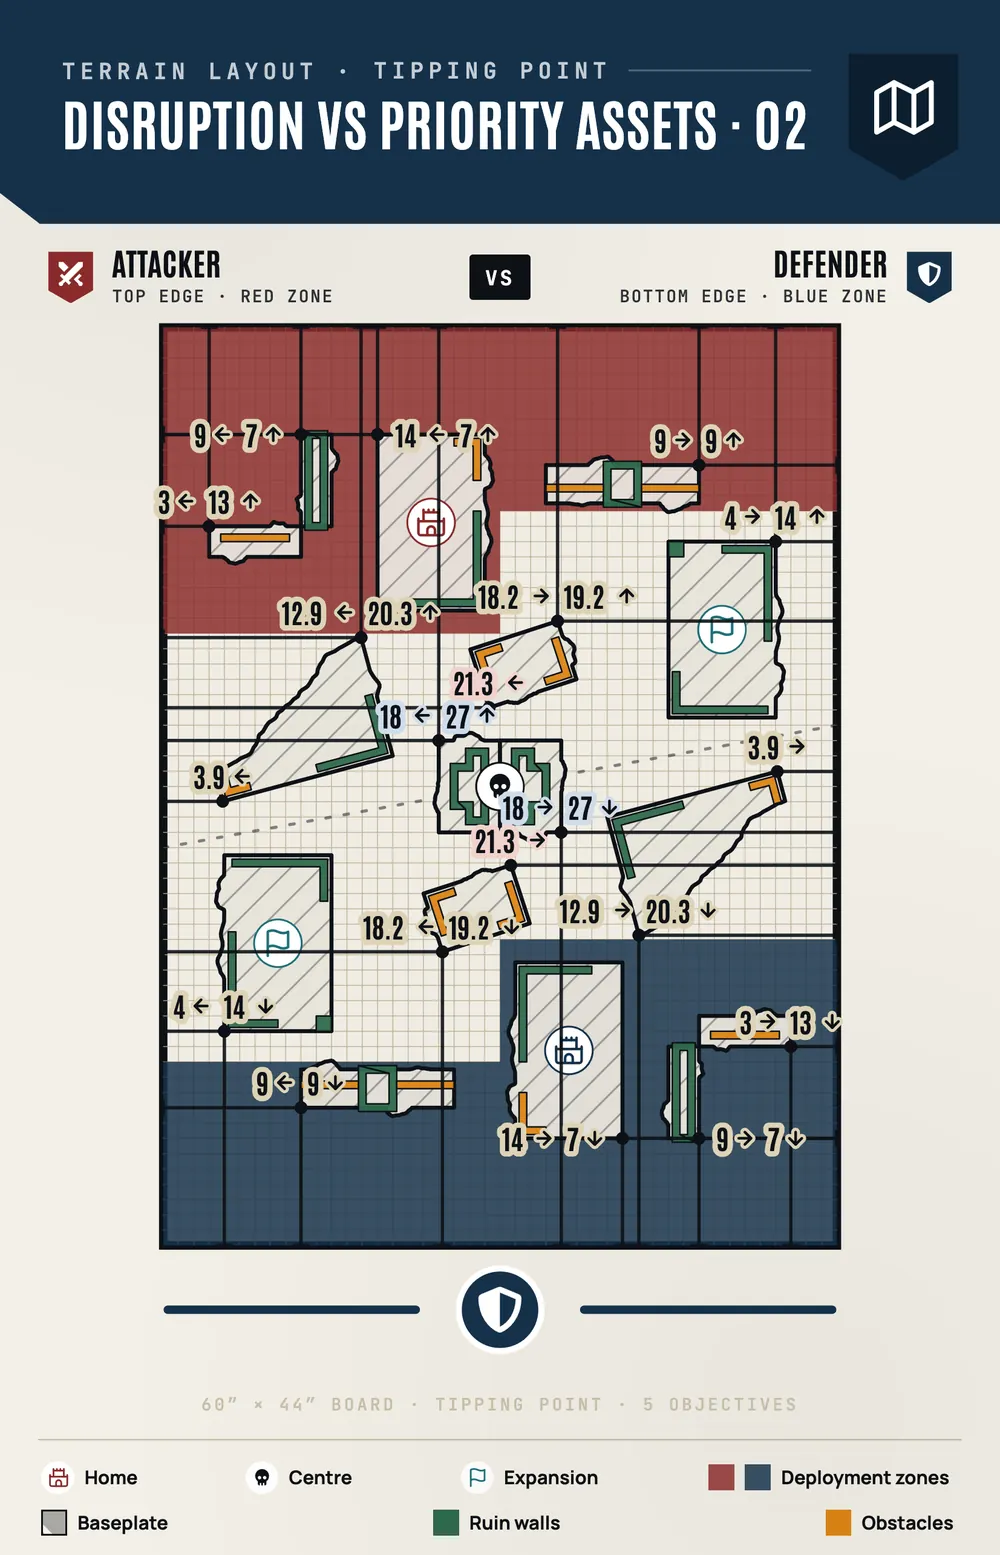 TERRAIN LAYOUT · TIPPING POINT
DISRUPTION VS PRIORITY ASSETS · 02
ATTACKER
TOP EDGE · RED ZONE
VS
DEFENDER
BOTTOM EDGE · BLUE ZONE
9← 7↑
14← 7↑
9→ 9↑
3← 13↑
4→ 14↑
12.9← 20.3↑
18.2→ 19.2↑
21.3←
18← 27↑
3.9←
3.9→
18→ 27↓
21.3→
12.9→ 20.3↓
18.2← 19.2↓
4← 14↓
3→ 13↓
9← 9↓
14→ 7↓
9→ 7↓
60” × 44” BOARD · TIPPING POINT · 5 OBJECTIVES
Home
Centre
Expansion
Deployment zones
Baseplate
Ruin walls
Obstacles